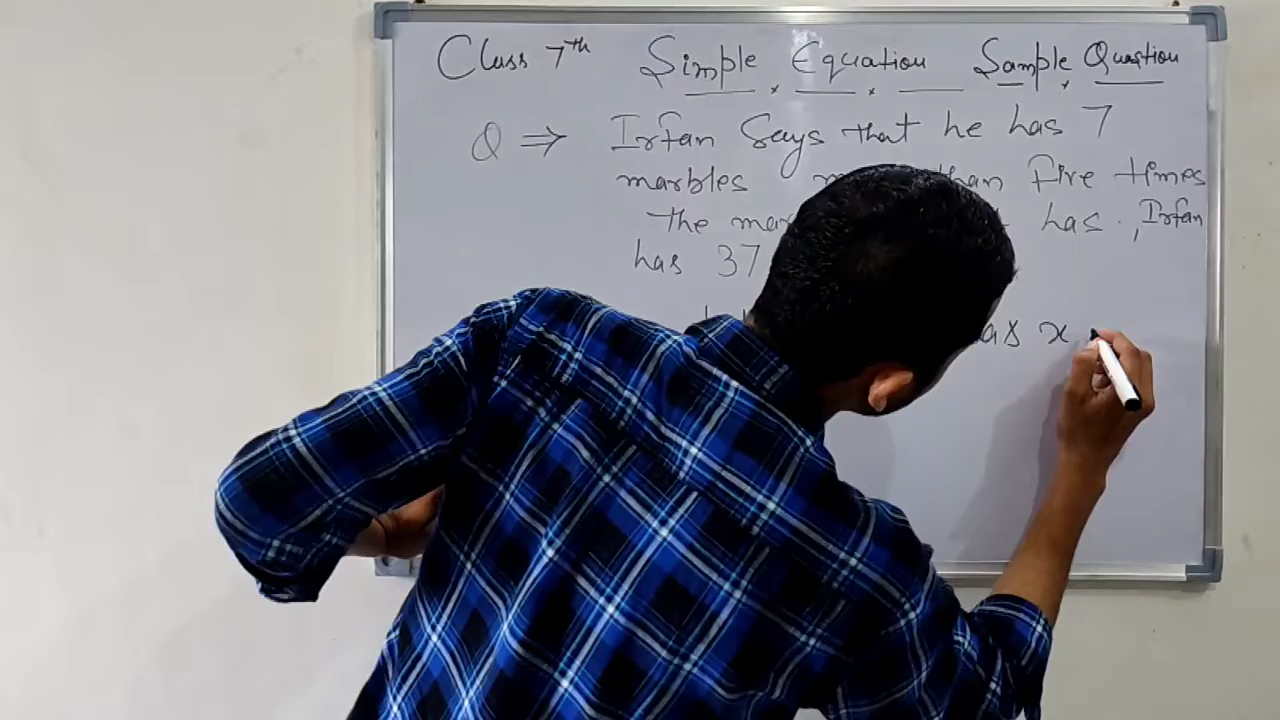 Class 7th Simple Equation Sample Question
Q ⇒ Irfan Says that he has 7
marbles than five times
the has . , Irfan
has 37
has x